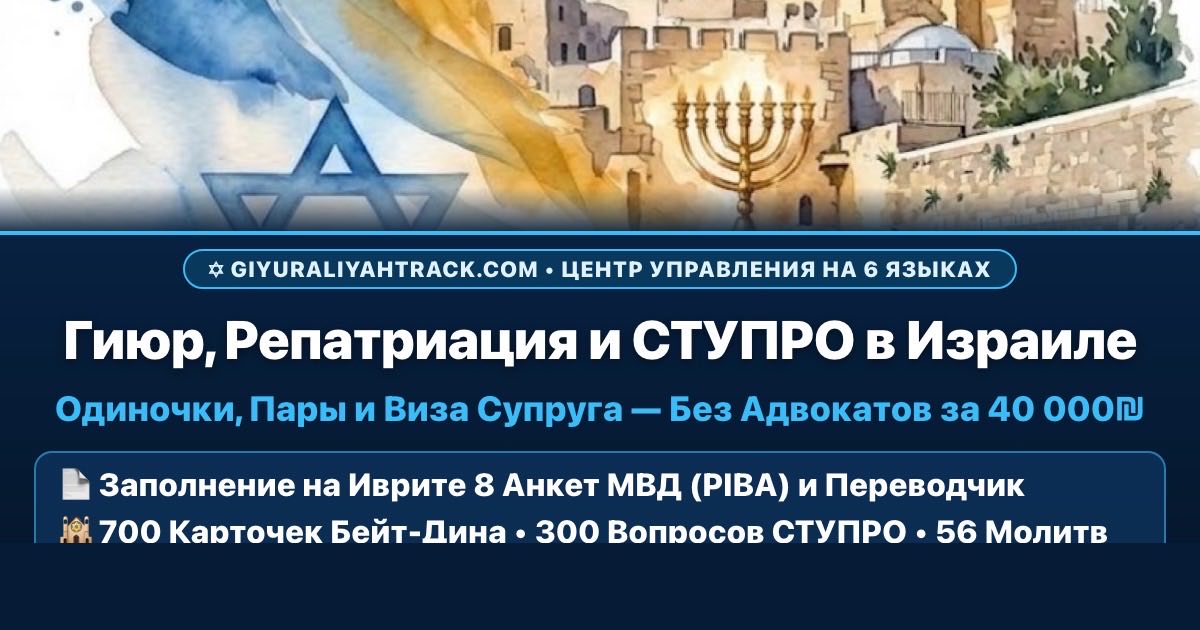 ✡ GIYURALIYAHTRACK.COM • ЦЕНТР УПРАВЛЕНИЯ НА 6 ЯЗЫКАХ
Гиюр, Репатриация и СТУПРО в Израиле
Одиночки, Пары и Виза Супруга — Без Адвокатов за 40 000₪
📄 Заполнение на Иврите 8 Анкет МВД (PIBA) и Переводчик
🕍 700 Карточек Бейт-Дина • 300 Вопросов СТУПРО • 56 Молитв